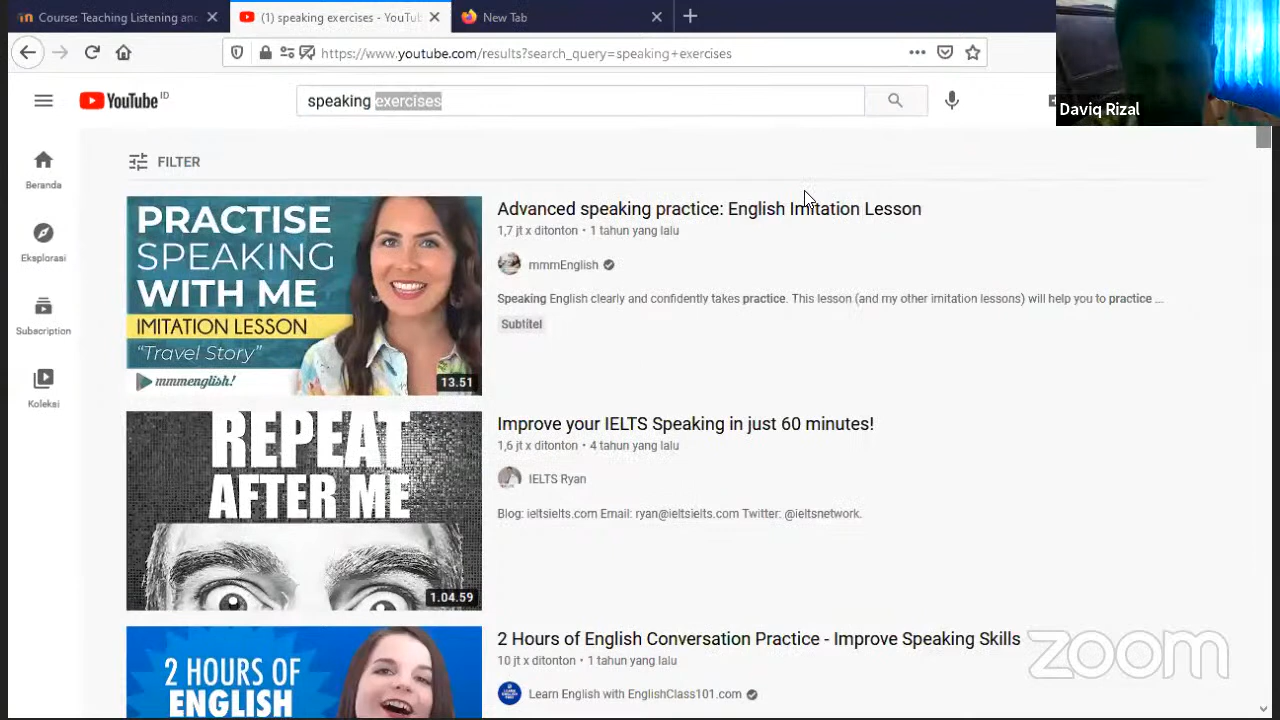 Course: Teaching Listening and
(1) speaking exercises - YouTu
New Tab
https://www.youtube.com/results?search_query=speaking+exercises
Daviq Rizal
YouTube ID
speaking exercises
FILTER
Beranda
Eksplorasi
Subscription
Koleksi
PRACTISE
SPEAKING
WITH ME
IMITATION LESSON
"Travel Story"
mmmenglish!
13.51
Advanced speaking practice: English Imitation Lesson
1,7 jt x ditonton • 1 tahun yang lalu
mmmEnglish
Speaking English clearly and confidently takes practice. This lesson (and my other imitation lessons) will help you to practice ...
Subtitel
REPEAT
AFTER ME
1.04.59
Improve your IELTS Speaking in just 60 minutes!
1,6 jt x ditonton • 4 tahun yang lalu
IELTS Ryan
Blog: ieltsielts.com Email: ryan@ieltsielts.com Twitter: @ieltsnetwork.
2 HOURS OF
ENGLISH
2 Hours of English Conversation Practice - Improve Speaking Skills
10 jt x ditonton • 1 tahun yang lalu
Learn English with EnglishClass101.com
zoom